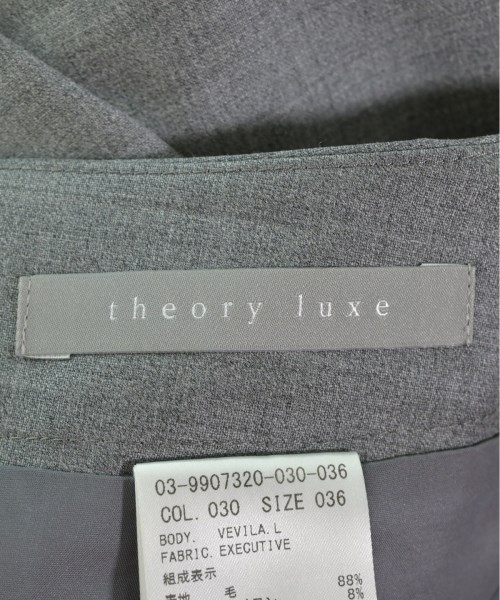 theory luxe
03-9907320-030-036
COL. 030 SIZE 036
BODY. VEVILA.L
FABRIC. EXECUTIVE
組成表示
表地 毛 88%
8%